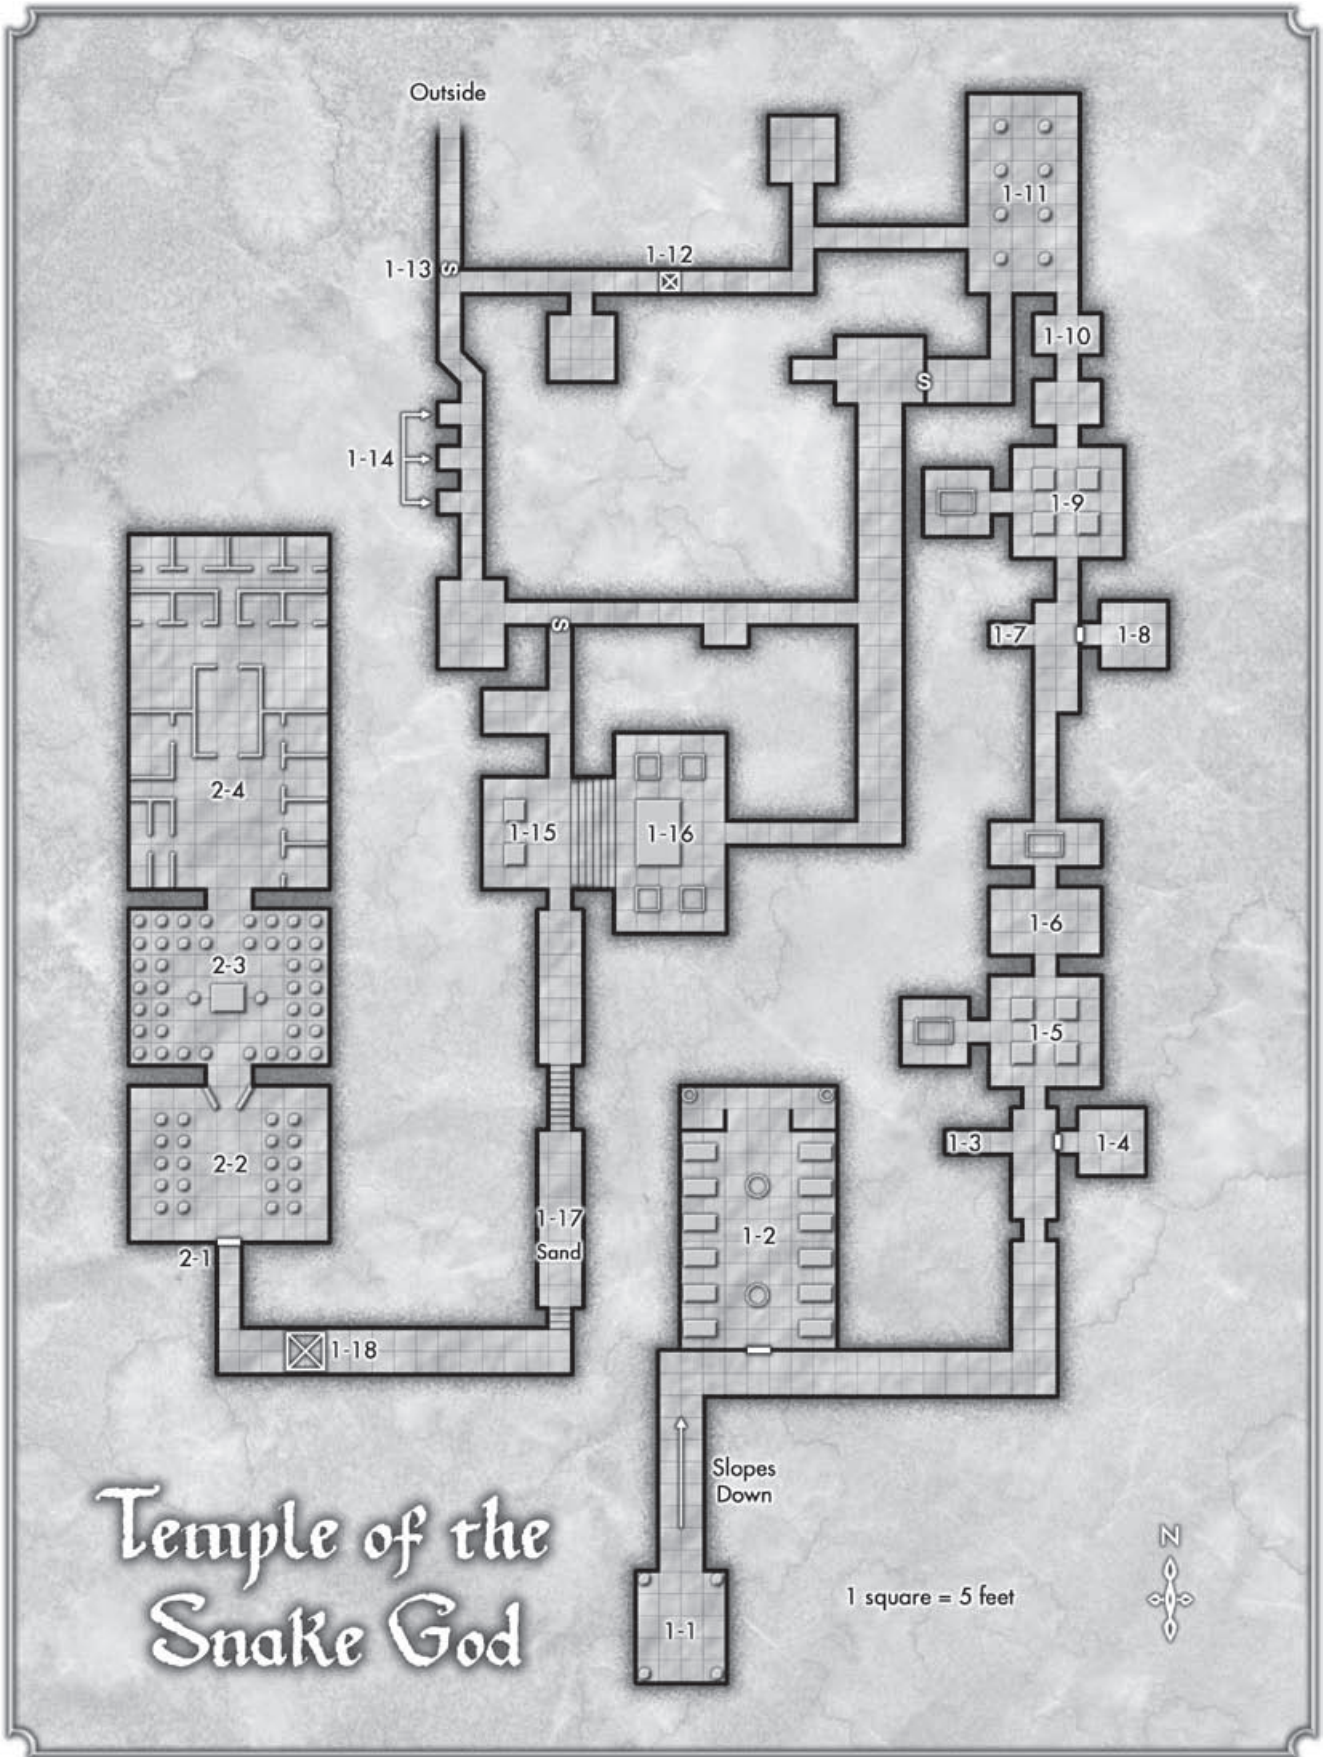 Outside
1-11
1-12
1-13 S
1-10
S
1-14
1-9
S
1-7
1-8
2-4
1-15
1-16
1-6
2-3
1-5
1-3
1-4
2-2
1-17
Sand
1-2
2-1
1-18
Slopes
Down
Temple of the
Snake God
N
1 square = 5 feet
1-1